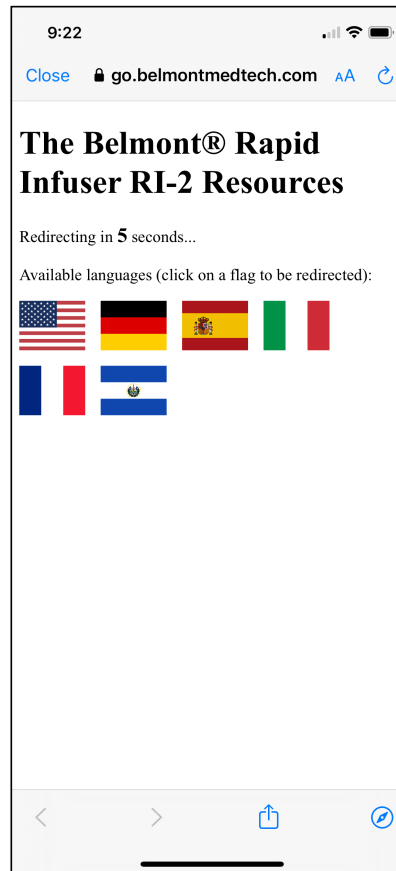 9:22
Close go.belmontmedtech.com AA
The Belmont® Rapid
Infuser RI-2 Resources
Redirecting in 5 seconds...
Available languages (click on a flag to be redirected):